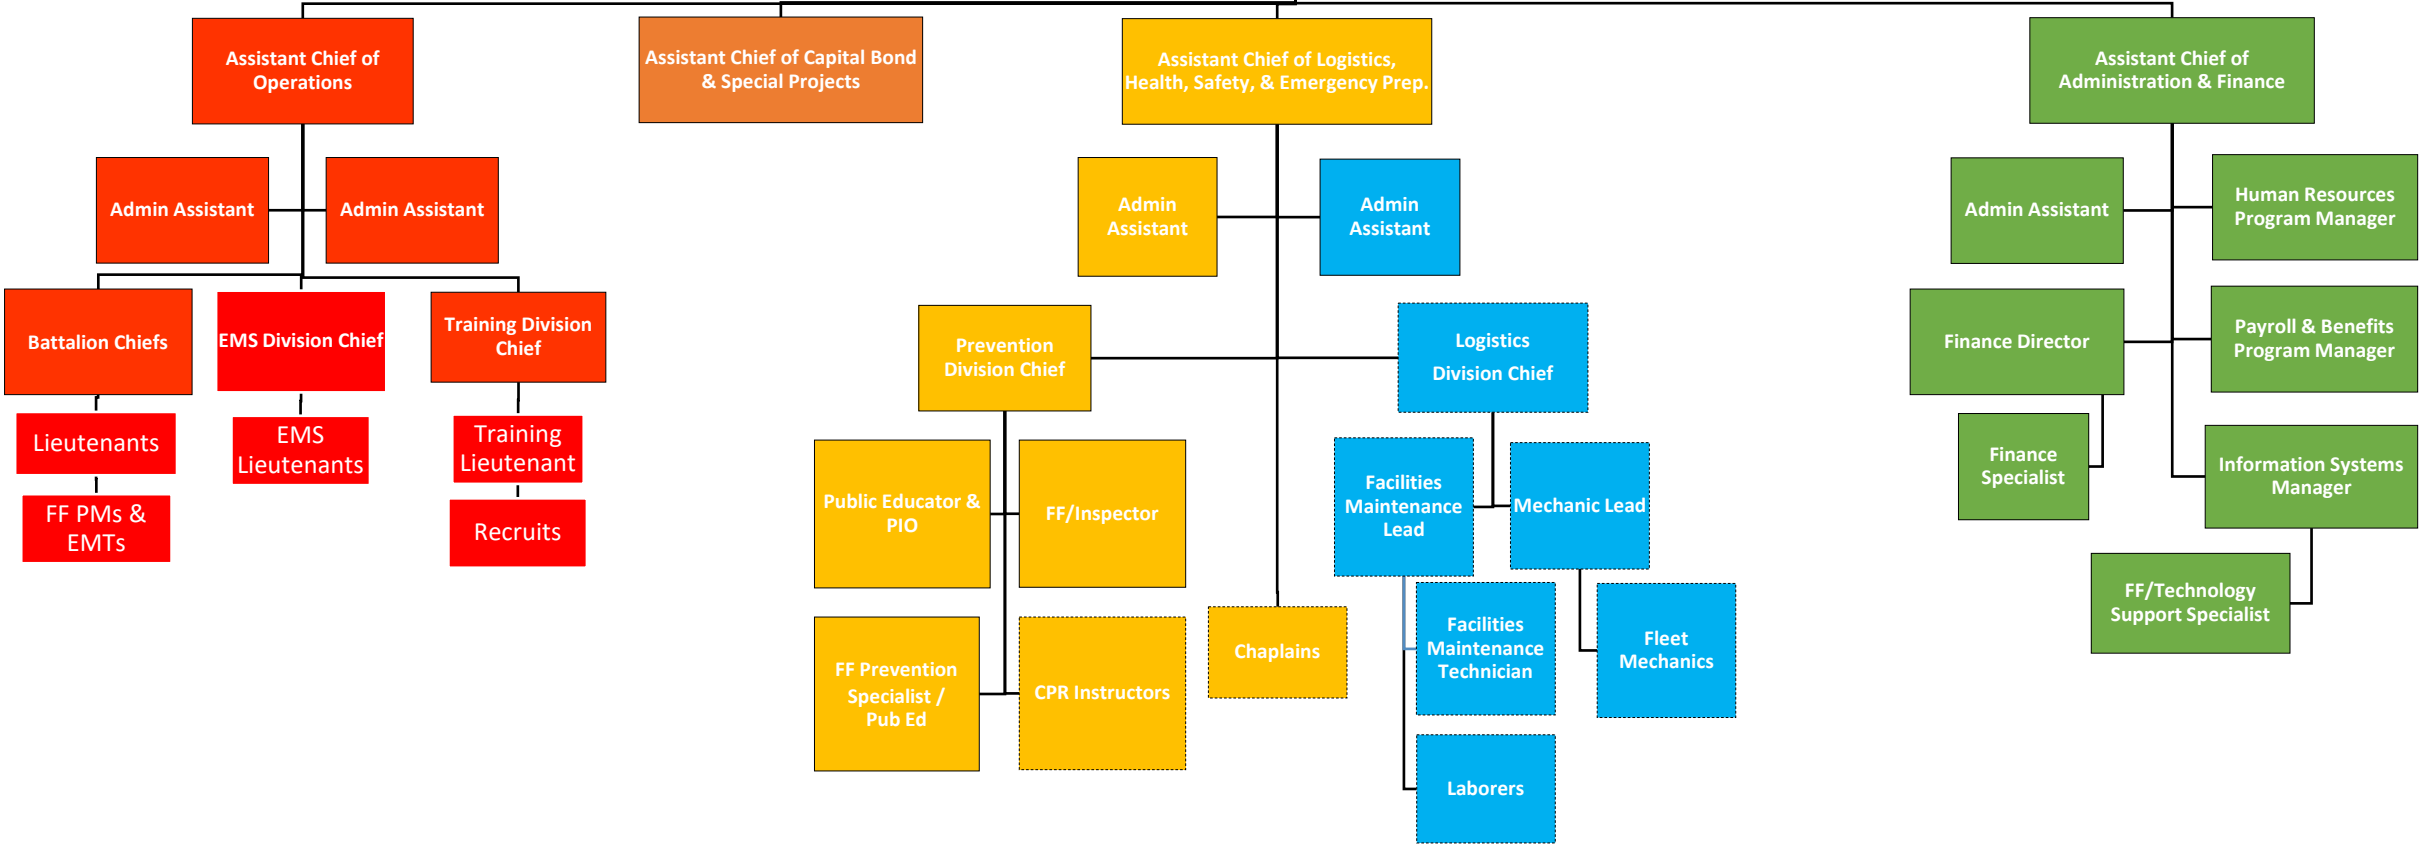 Assistant Chief of
Operations
Assistant Chief of Capital Bond
& Special Projects
Assistant Chief of Logistics,
Health, Safety, & Emergency Prep.
Assistant Chief of
Administration & Finance
Admin Assistant
Admin Assistant
Admin
Assistant
Admin
Assistant
Admin Assistant
Human Resources
Program Manager
Battalion Chiefs
EMS Division Chief
Training Division
Chief
Prevention
Division Chief
Logistics
Division Chief
Finance Director
Payroll & Benefits
Program Manager
Lieutenants
EMS
Lieutenants
Training
Lieutenant
FF PMs &
EMTs
Recruits
Public Educator &
PIO
FF/Inspector
Facilities
Maintenance
Lead
Mechanic Lead
Finance
Specialist
Information Systems
Manager
FF Prevention
Specialist /
Pub Ed
CPR Instructors
Chaplains
Facilities
Maintenance
Technician
Fleet
Mechanics
FF/Technology
Support Specialist
Laborers